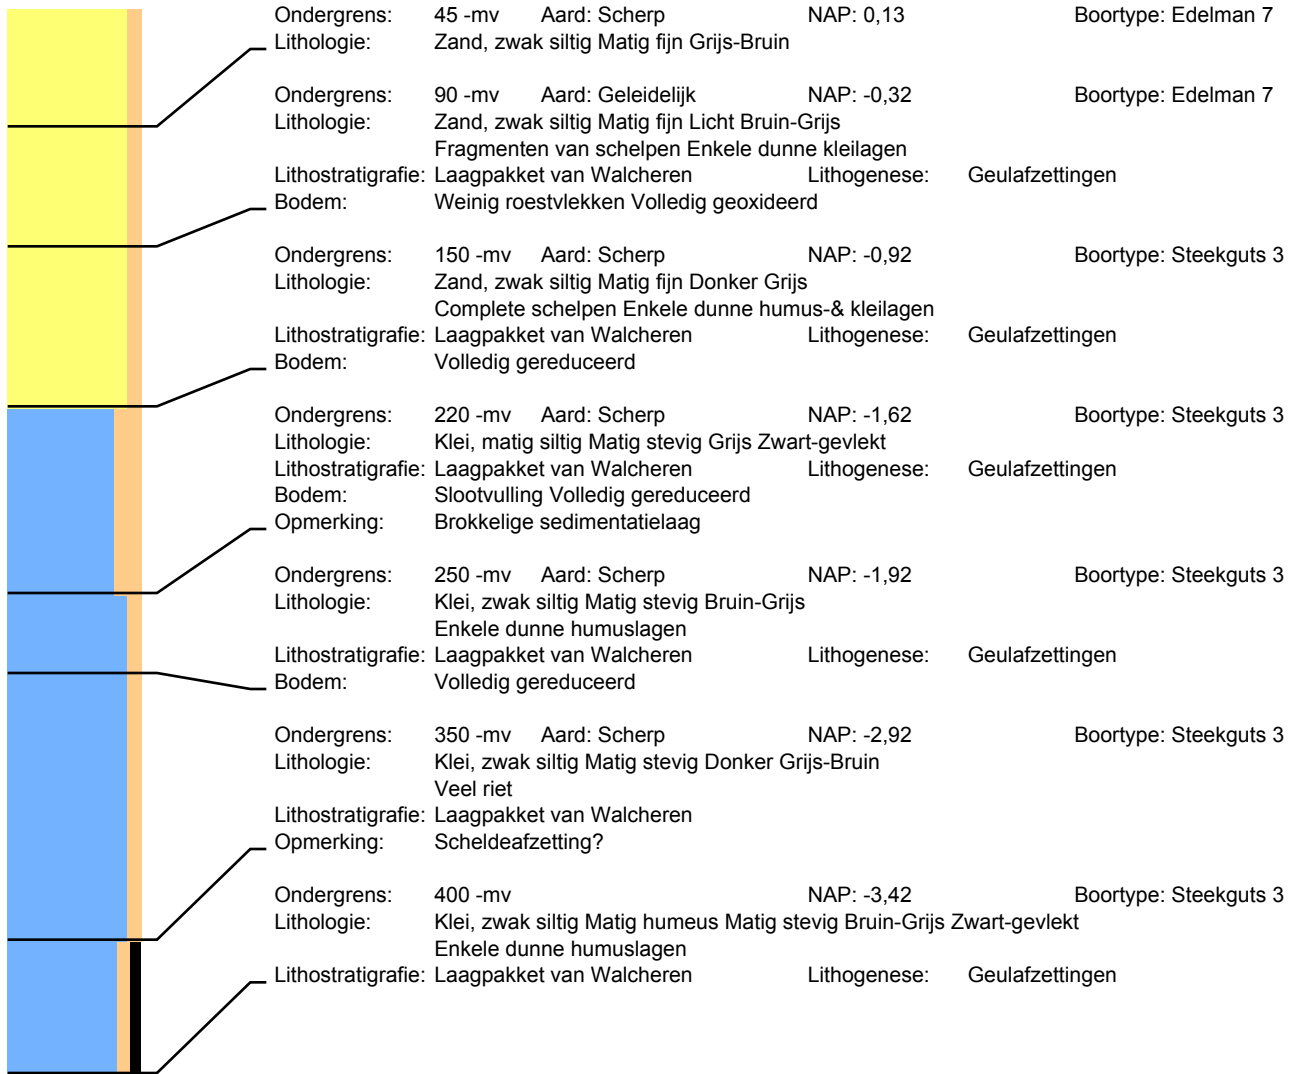 Ondergrens: 45 -mv Aard: Scherp NAP: 0,13 Boortype: Edelman 7
Lithologie: Zand, zwak siltig Matig fijn Grijs-Bruin
Ondergrens: 90 -mv Aard: Geleidelijk NAP: -0,32 Boortype: Edelman 7
Lithologie: Zand, zwak siltig Matig fijn Licht Bruin-Grijs
Fragmenten van schelpen Enkele dunne kleilagen
Lithostratigrafie: Laagpakket van Walcheren Lithogenese: Geulafzettingen
Bodem: Weinig roestvlekken Volledig geoxideerd
Ondergrens: 150 -mv Aard: Scherp NAP: -0,92 Boortype: Steekguts 3
Lithologie: Zand, zwak siltig Matig fijn Donker Grijs
Complete schelpen Enkele dunne humus-& kleilagen
Lithostratigrafie: Laagpakket van Walcheren Lithogenese: Geulafzettingen
Bodem: Volledig gereduceerd
Ondergrens: 220 -mv Aard: Scherp NAP: -1,62 Boortype: Steekguts 3
Lithologie: Klei, matig siltig Matig stevig Grijs Zwart-gevlekt
Lithostratigrafie: Laagpakket van Walcheren Lithogenese: Geulafzettingen
Bodem: Slootvulling Volledig gereduceerd
Opmerking: Brokkelige sedimentatielaag
Ondergrens: 250 -mv Aard: Scherp NAP: -1,92 Boortype: Steekguts 3
Lithologie: Klei, zwak siltig Matig stevig Bruin-Grijs
Enkele dunne humuslagen
Lithostratigrafie: Laagpakket van Walcheren Lithogenese: Geulafzettingen
Bodem: Volledig gereduceerd
Ondergrens: 350 -mv Aard: Scherp NAP: -2,92 Boortype: Steekguts 3
Lithologie: Klei, zwak siltig Matig stevig Donker Grijs-Bruin
Veel riet
Lithostratigrafie: Laagpakket van Walcheren
Opmerking: Scheldeafzetting?
Ondergrens: 400 -mv NAP: -3,42 Boortype: Steekguts 3
Lithologie: Klei, zwak siltig Matig humeus Matig stevig Bruin-Grijs Zwart-gevlekt
Enkele dunne humuslagen
Lithostratigrafie: Laagpakket van Walcheren Lithogenese: Geulafzettingen